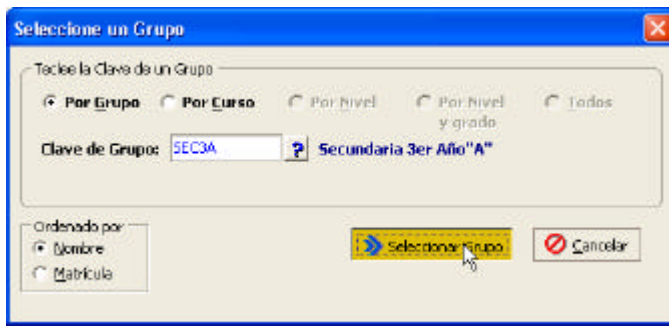 Seleccione un Grupo
Teclee la Clave de un Grupo
Por Grupo Por Curso Por Nivel Por Nivel y grado Todos
Clave de Grupo: SEC3A ? Secundaria 3er Año"A"
Ordenado por
Nombre
Matrícula
Seleccionar Grupo Cancelar